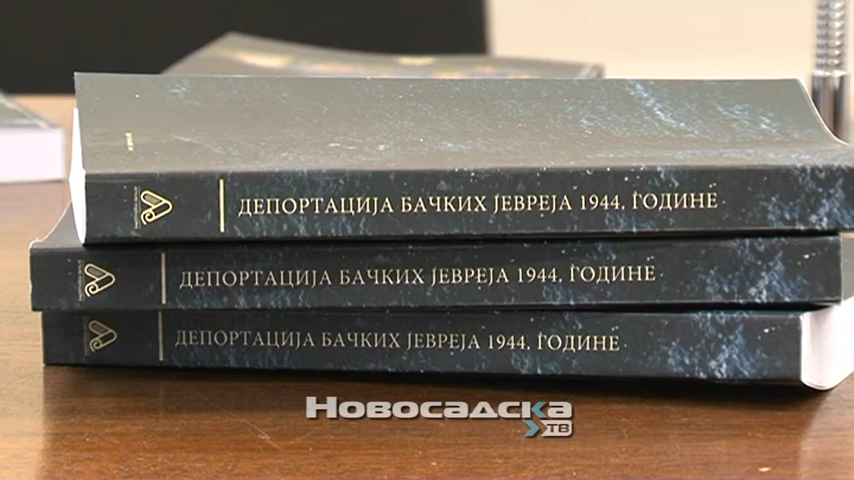 ДЕПОРТАЦИЈА БАЧКИХ ЈЕВРЕЈА 1944. ГОДИНЕ
ДЕПОРТАЦИЈА БАЧКИХ ЈЕВРЕЈА 1944. ГОДИНЕ
ДЕПОРТАЦИЈА БАЧКИХ ЈЕВРЕЈА 1944. ГОДИНЕ
НОВОСАДСКА
ТВ